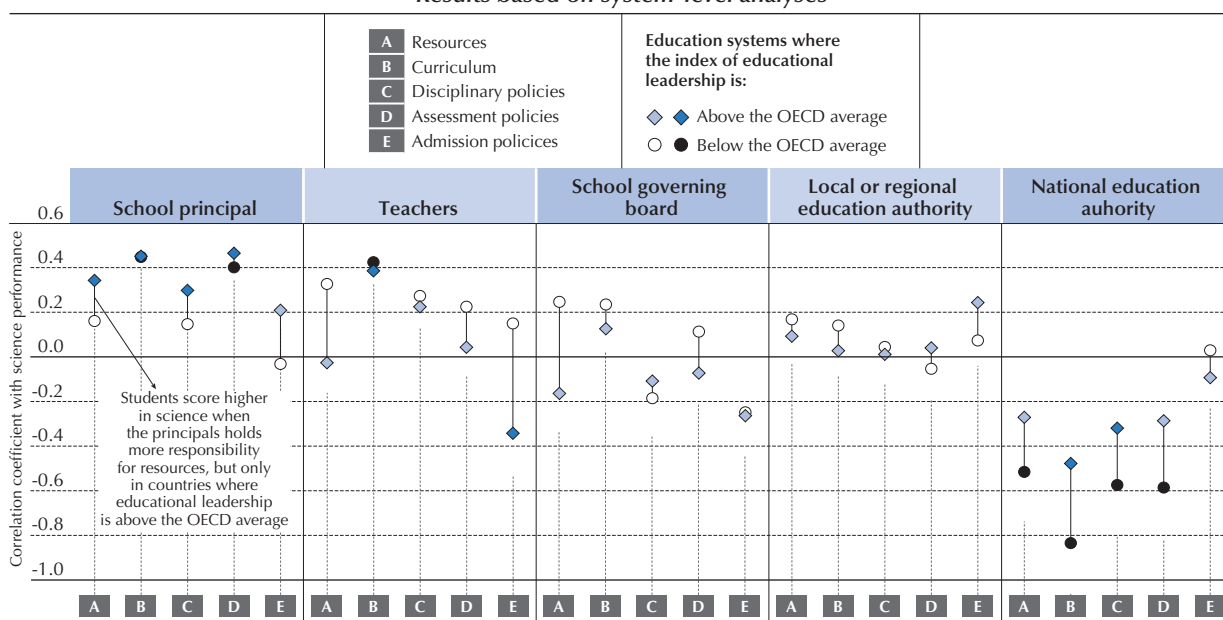 Results based on system-level analyses
A Resources
B Curriculum
C Disciplinary policies
D Assessment policies
E Admission policices
Education systems where
the index of educational
leadership is:
Above the OECD average
Below the OECD average
School principal
Teachers
School governing
board
Local or regional
education authority
National education
auhority
Correlation coefficient with science performance
0.6
0.4
0.2
0.0
-0.2
-0.4
-0.6
-0.8
-1.0
Students score higher
in science when
the principals holds
more responsibility
for resources, but only
in countries where
educational leadership
is above the OECD average
A B C D E A B C D E A B C D E A B C D E A B C D E